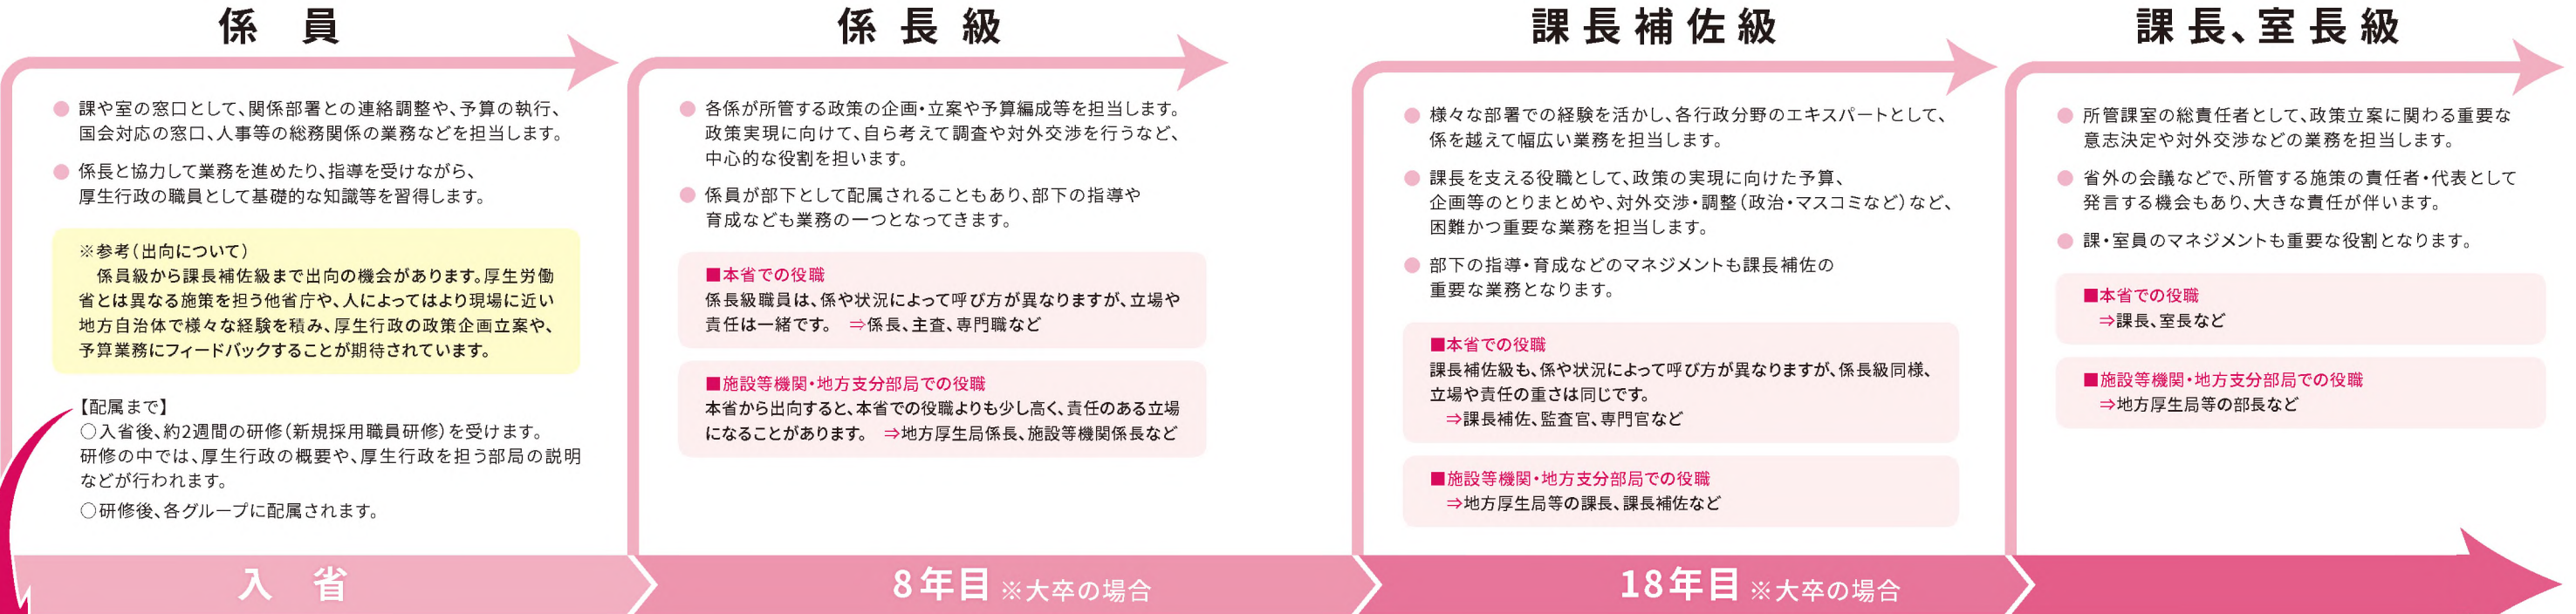 係 員
● 課や室の窓口として、関係部署との連絡調整や、予算の執行、
国会対応の窓口、人事等の総務関係の業務などを担当します。
● 係長と協力して業務を進めたり、指導を受けながら、
厚生行政の職員として基礎的な知識等を習得します。
※参考（出向について）
係員級から課長補佐級まで出向の機会があります。厚生労働
省とは異なる施策を担う他省庁や、人によってはより現場に近い
地方自治体で様々な経験を積み、厚生行政の政策企画立案や、
予算業務にフィードバックすることが期待されています。
【配属まで】
○入省後、約2週間の研修（新規採用職員研修）を受けます。
研修の中では、厚生行政の概要や、厚生行政を担う部局の説明
などが行われます。
○研修後、各グループに配属されます。
入 省
係長級
● 各係が所管する政策の企画・立案や予算編成等を担当します。
政策実現に向けて、自ら考えて調査や対外交渉を行うなど、
中心的な役割を担います。
● 係員が部下として配属されることもあり、部下の指導や
育成なども業務の一つとなってきます。
■本省での役職
係長級職員は、係や状況によって呼び方が異なりますが、立場や
責任は一緒です。 ⇒係長、主査、専門職など
■施設等機関・地方支分部局での役職
本省から出向すると、本省での役職よりも少し高く、責任のある立場
になることがあります。 ⇒地方厚生局係長、施設等機関係長など
8年目 ※大卒の場合
課長補佐級
● 様々な部署での経験を活かし、各行政分野のエキスパートとして、
係を越えて幅広い業務を担当します。
● 課長を支える役職として、政策の実現に向けた予算、
企画等のとりまとめや、対外交渉・調整（政治・マスコミなど）など、
困難かつ重要な業務を担当します。
● 部下の指導・育成などのマネジメントも課長補佐の
重要な業務となります。
■本省での役職
課長補佐級も、係や状況によって呼び方が異なりますが、係長級同様、
立場や責任の重さは同じです。
⇒課長補佐、監査官、専門官など
■施設等機関・地方支分部局での役職
⇒地方厚生局等の課長、課長補佐など
18年目 ※大卒の場合
課長、室長級
● 所管課室の総責任者として、政策立案に関わる重要な
意志決定や対外交渉などの業務を担当します。
● 省外の会議などで、所管する施策の責任者・代表として
発言する機会もあり、大きな責任が伴います。
● 課・室員のマネジメントも重要な役割となります。
■本省での役職
⇒課長、室長など
■施設等機関・地方支分部局での役職
⇒地方厚生局等の部長など